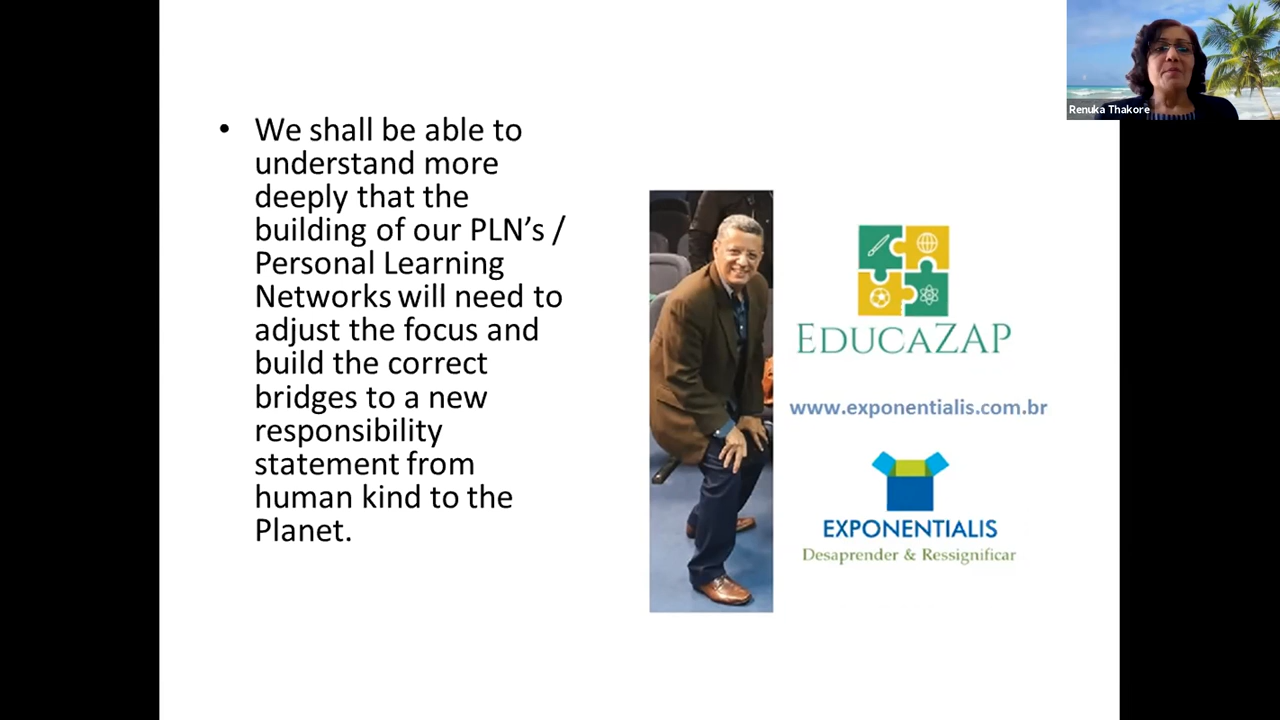 • We shall be able to
understand more
deeply that the
building of our PLN’s /
Personal Learning
Networks will need to
adjust the focus and
build the correct
bridges to a new
responsibility
statement from
human kind to the
Planet.
EDUCAZAP
www.exponentialis.com.br
EXPONENTIALIS
Desaprender & Ressignificar
Renuka Thakore